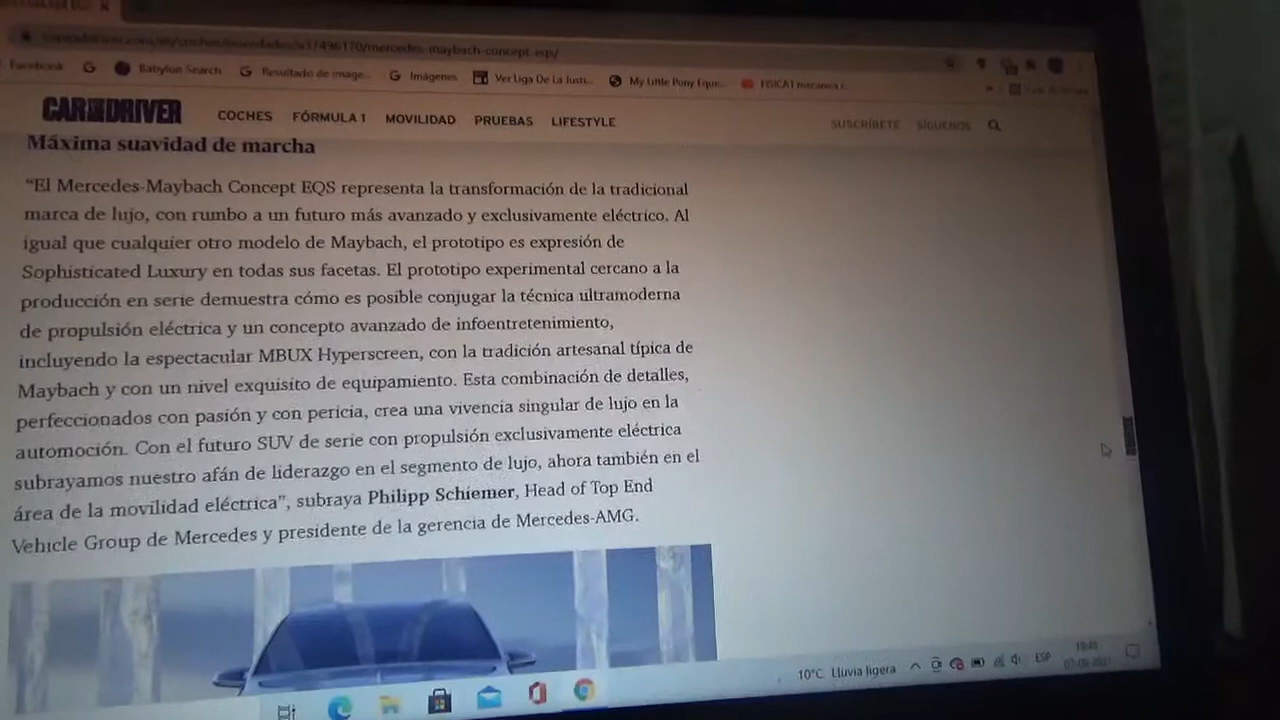 mercedes-maybach-concept-eqs/
Facebook Babylon Search Resultado de image... Imágenes Ver Liga De La Justi... My Little Pony Eque... FISICA1 mecanica c...
CAR AND DRIVER COCHES FÓRMULA 1 MOVILIDAD PRUEBAS LIFESTYLE SUSCRÍBETE SÍGUENOS
Máxima suavidad de marcha
“El Mercedes-Maybach Concept EQS representa la transformación de la tradicional
marca de lujo, con rumbo a un futuro más avanzado y exclusivamente eléctrico. Al
igual que cualquier otro modelo de Maybach, el prototipo es expresión de
Sophisticated Luxury en todas sus facetas. El prototipo experimental cercano a la
producción en serie demuestra cómo es posible conjugar la técnica ultramoderna
de propulsión eléctrica y un concepto avanzado de infoentretenimiento,
incluyendo la espectacular MBUX Hyperscreen, con la tradición artesanal típica de
Maybach y con un nivel exquisito de equipamiento. Esta combinación de detalles,
perfeccionados con pasión y con pericia, crea una vivencia singular de lujo en la
automoción. Con el futuro SUV de serie con propulsión exclusivamente eléctrica
subrayamos nuestro afán de liderazgo en el segmento de lujo, ahora también en el
área de la movilidad eléctrica”, subraya Philipp Schiemer, Head of Top End
Vehicle Group de Mercedes y presidente de la gerencia de Mercedes-AMG.
10°C Lluvia ligera ESP